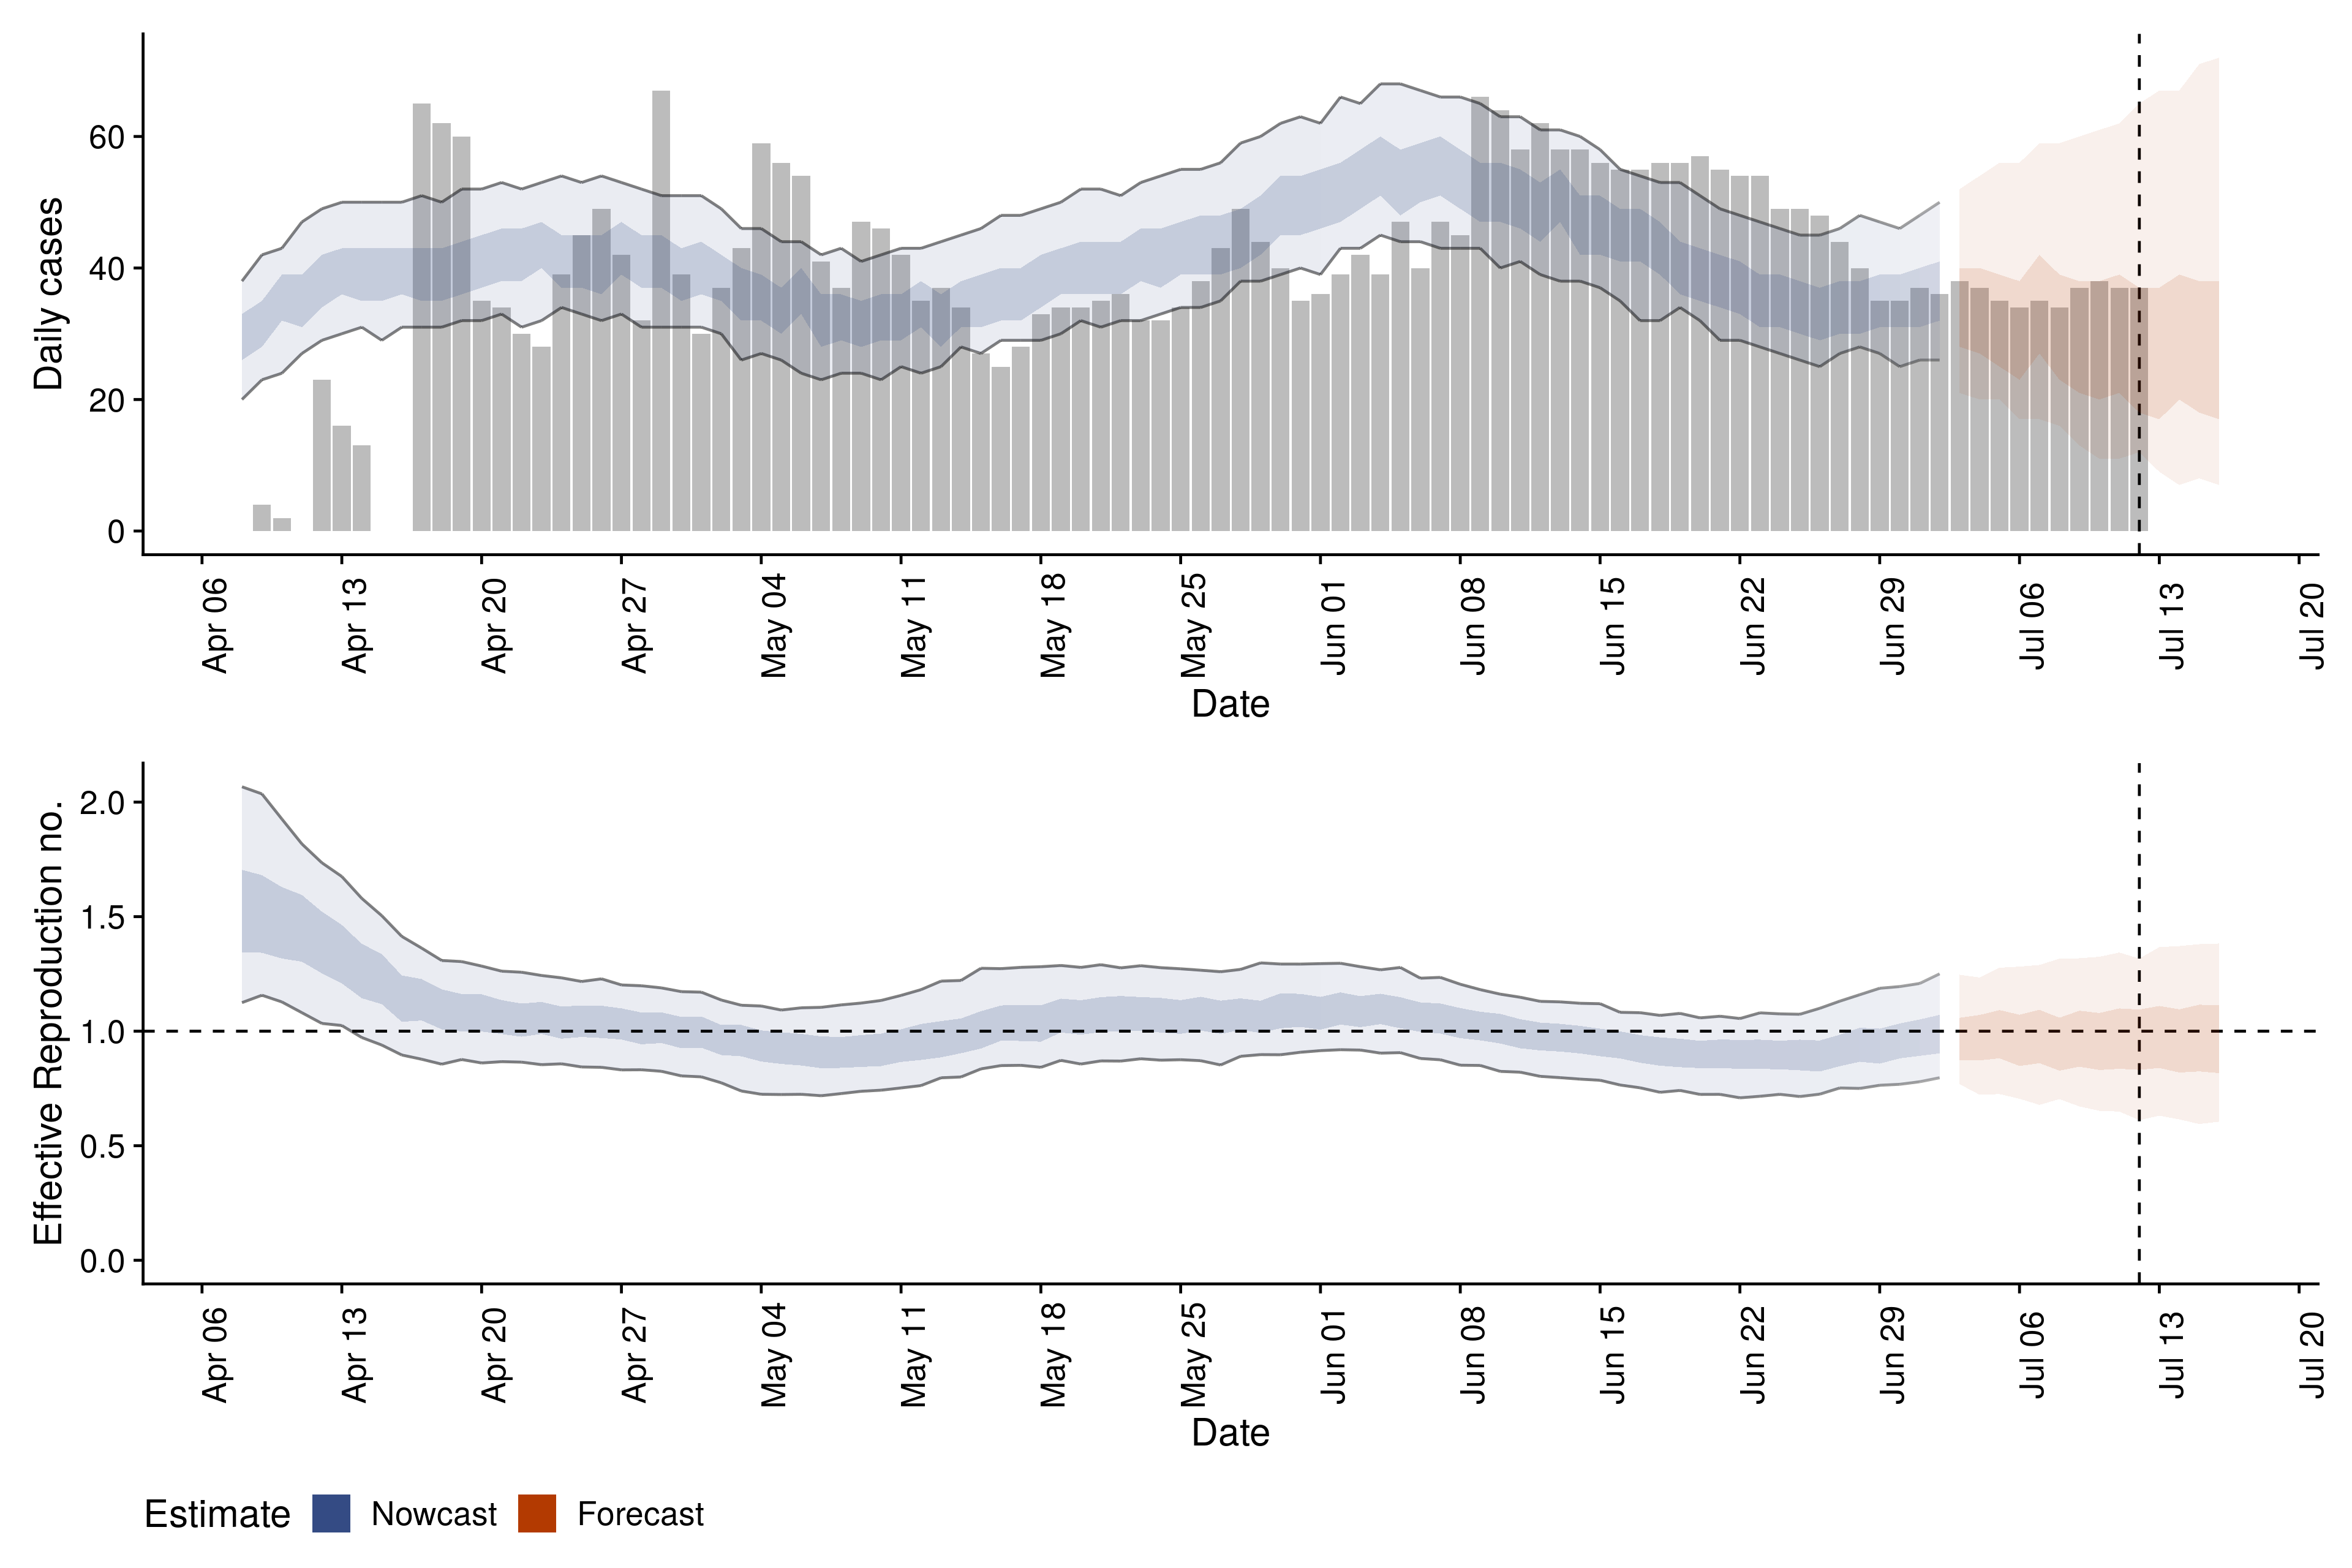 Daily cases
60
40
20
0
Apr 06
Apr 13
Apr 20
Apr 27
May 04
May 11
May 18
May 25
Jun 01
Jun 08
Jun 15
Jun 22
Jun 29
Jul 06
Jul 13
Jul 20
Date
Effective Reproduction no.
2.0
1.5
1.0
0.5
0.0
Apr 06
Apr 13
Apr 20
Apr 27
May 04
May 11
May 18
May 25
Jun 01
Jun 08
Jun 15
Jun 22
Jun 29
Jul 06
Jul 13
Jul 20
Date
Estimate Nowcast Forecast